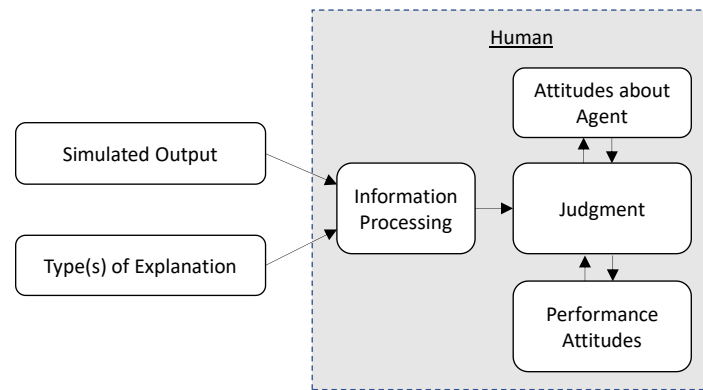 Human
Attitudes about
Agent
Simulated Output
Information
Processing
Judgment
Type(s) of Explanation
Performance
Attitudes